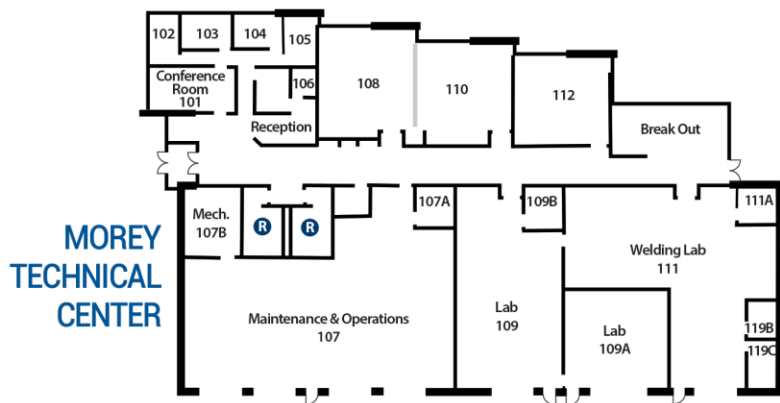 102
103
104
105
Conference
Room
101
106
Reception
108
110
112
Break Out
Mech.
107B
R
R
107A
109B
111A
MOREY
TECHNICAL
CENTER
Welding Lab
111
Maintenance & Operations
107
Lab
109
Lab
109A
119B
119C